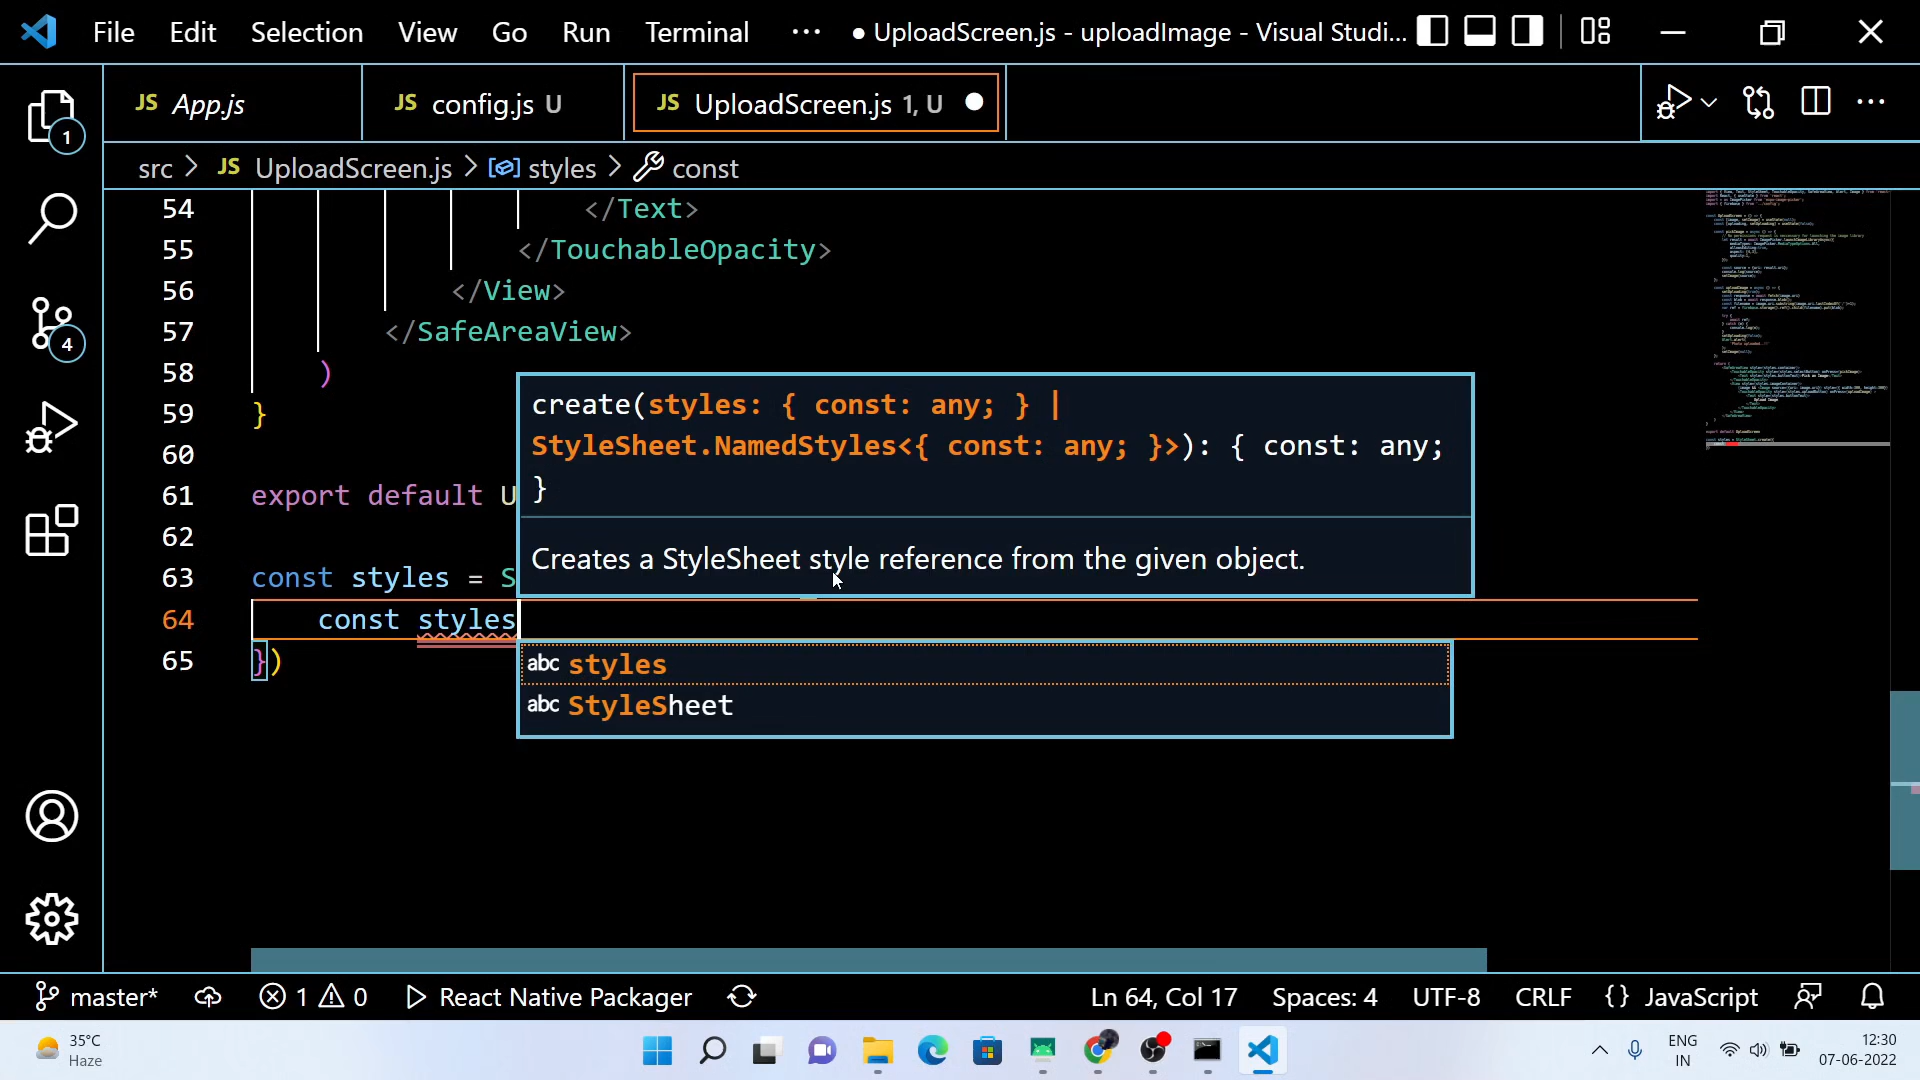 File Edit Selection View Go Run Terminal ··· ● UploadScreen.js - uploadImage - Visual Studi...
JS App.js JS config.js U JS UploadScreen.js 1, U
src > JS UploadScreen.js > styles > const
54 </Text>
55 </TouchableOpacity>
56 </View>
57 </SafeAreaView>
58 )
59 }
60
61 export default U
62
63 const styles = S
64 const styles
65 })
create(styles: { const: any; } |
StyleSheet.NamedStyles<{ const: any; }>): { const: any;
}
Creates a StyleSheet style reference from the given object.
abc styles
abc StyleSheet
1
4
master* 1 0 React Native Packager Ln 64, Col 17 Spaces: 4 UTF-8 CRLF {} JavaScript
35°C
Haze
ENG
IN
12:30
07-06-2022